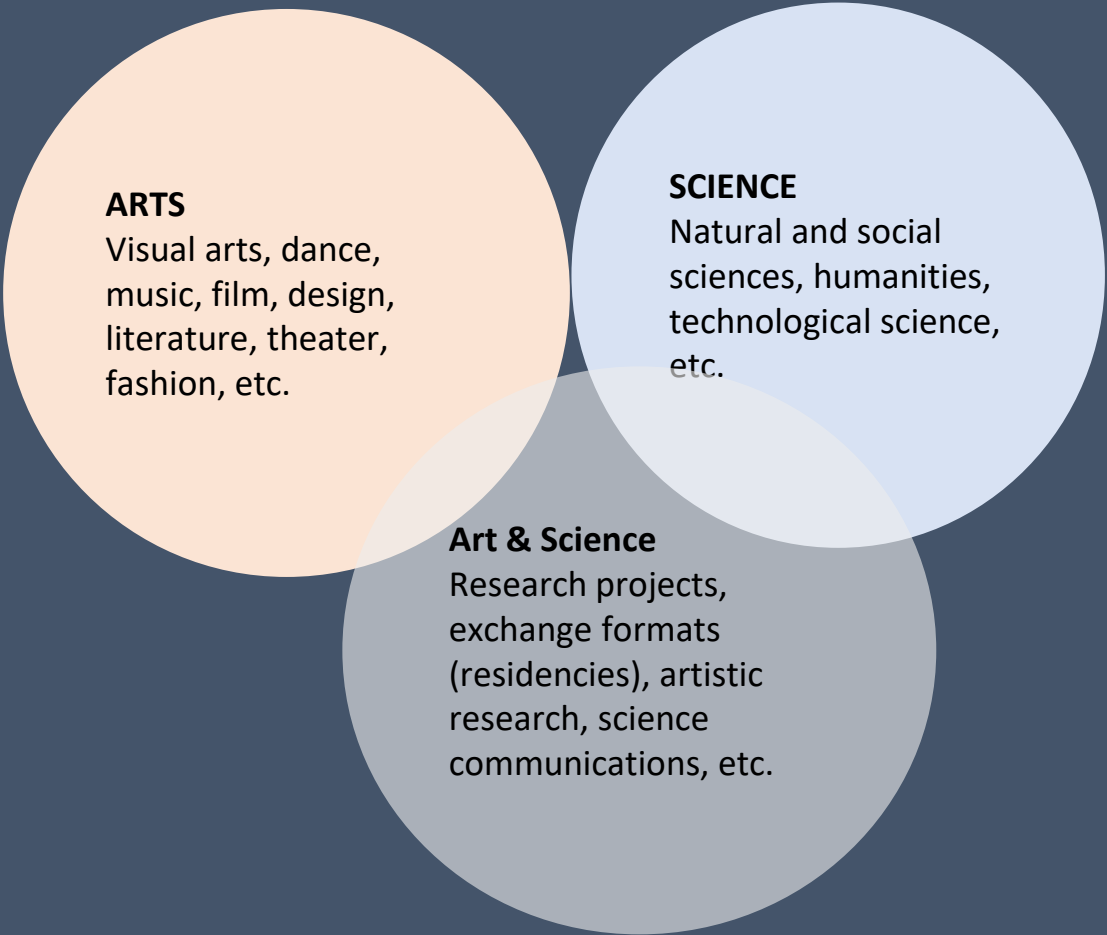 ARTS
Visual arts, dance,
music, film, design,
literature, theater,
fashion, etc.
SCIENCE
Natural and social
sciences, humanities,
technological science,
etc.
Art & Science
Research projects,
exchange formats
(residencies), artistic
research, science
communications, etc.